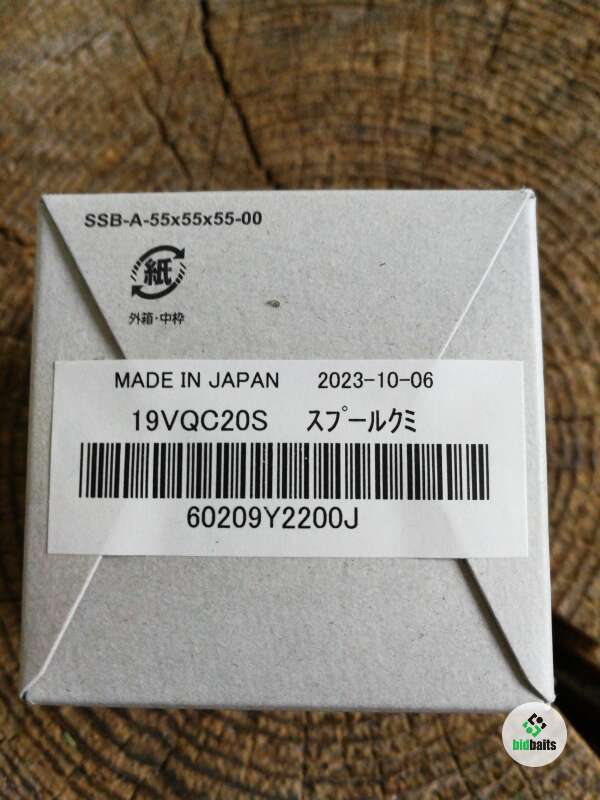 SSB-A-55x55x55-00
紙
外箱・中枠
MADE IN JAPAN 2023-10-06
19VQC20S ｽﾌﾟｰﾙｸﾐ
60209Y2200J
bidbaits